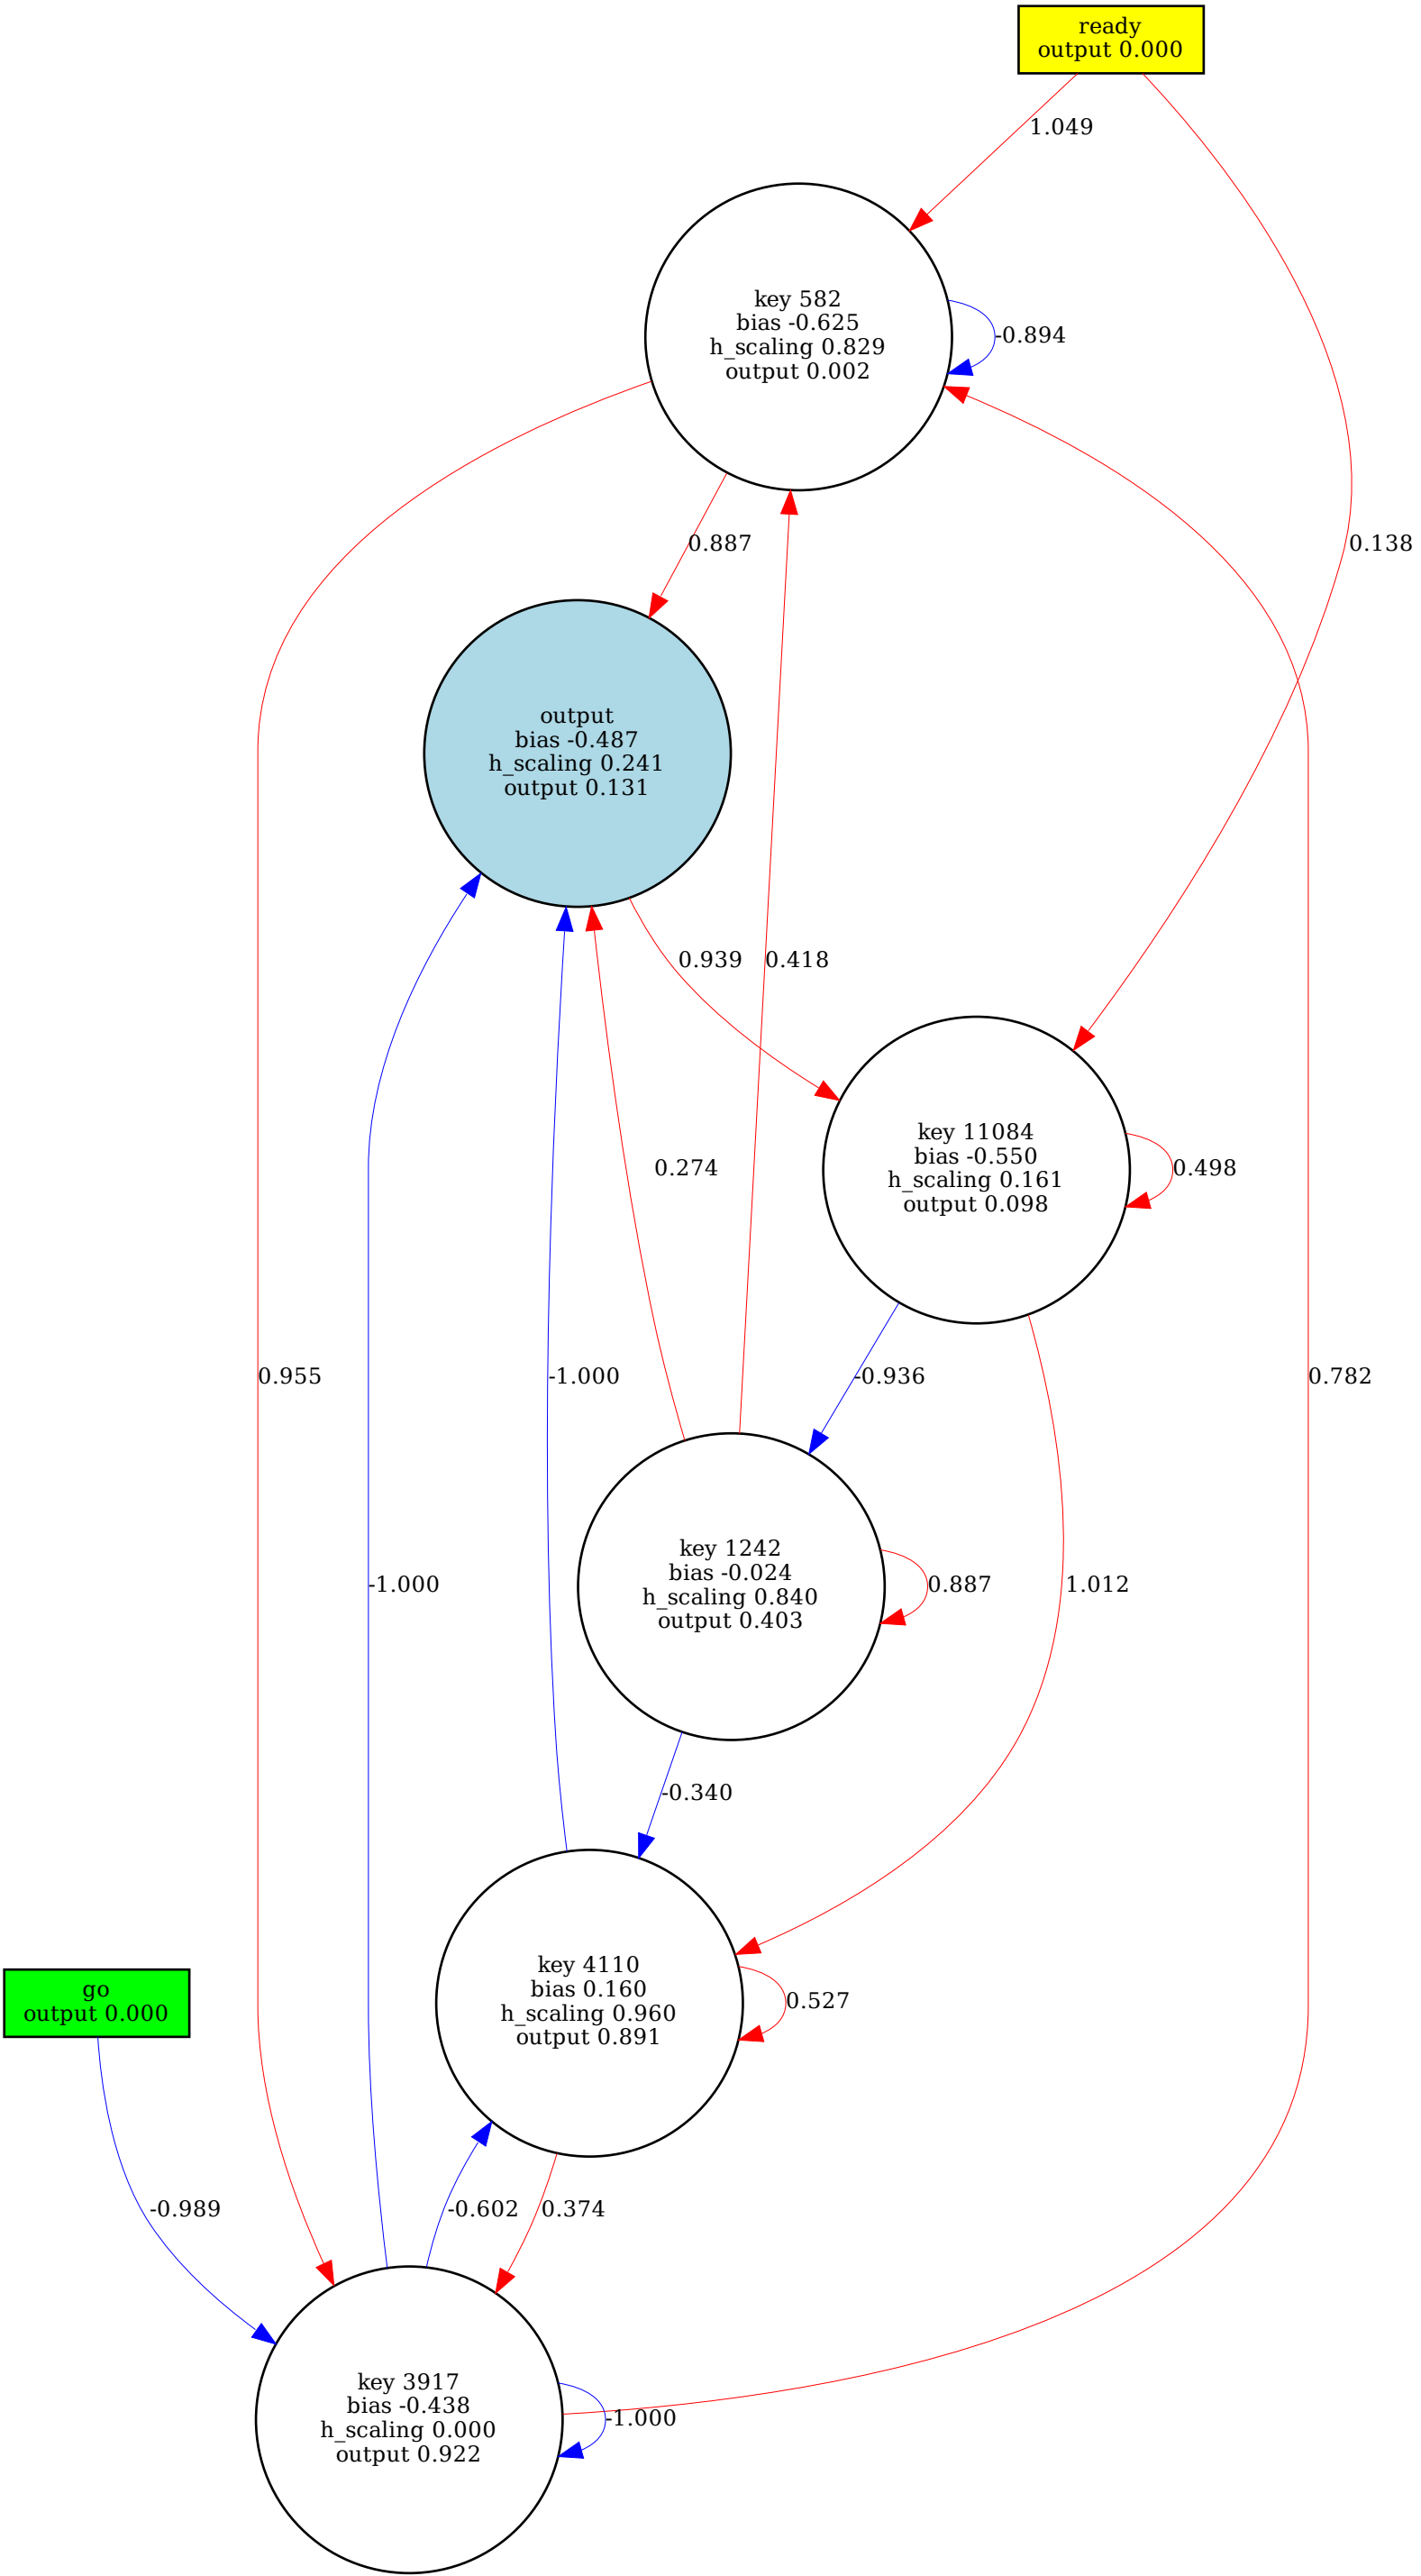 ready
output 0.000
1.049
key 582
bias -0.625
h_scaling 0.829
output 0.002
-0.894
0.887
0.138
output
bias -0.487
h_scaling 0.241
output 0.131
0.939
0.418
key 11084
bias -0.550
h_scaling 0.161
output 0.098
0.498
0.274
0.955
-1.000
-0.936
0.782
key 1242
bias -0.024
h_scaling 0.840
output 0.403
0.887
-1.000
1.012
-0.340
key 4110
bias 0.160
h_scaling 0.960
output 0.891
0.527
go
output 0.000
-0.989
-0.602
0.374
key 3917
bias -0.438
h_scaling 0.000
output 0.922
-1.000